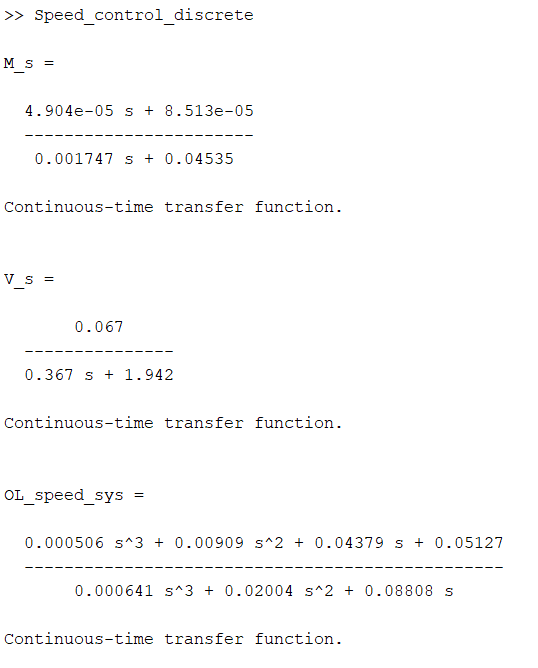 >> Speed_control_discrete
M_s =
4.904e-05 s + 8.513e-05
-----------------------
0.001747 s + 0.04535
Continuous-time transfer function.
V_s =
0.067
---------------
0.367 s + 1.942
Continuous-time transfer function.
OL_speed_sys =
0.000506 s^3 + 0.00909 s^2 + 0.04379 s + 0.05127
------------------------------------------------
0.000641 s^3 + 0.02004 s^2 + 0.08808 s
Continuous-time transfer function.